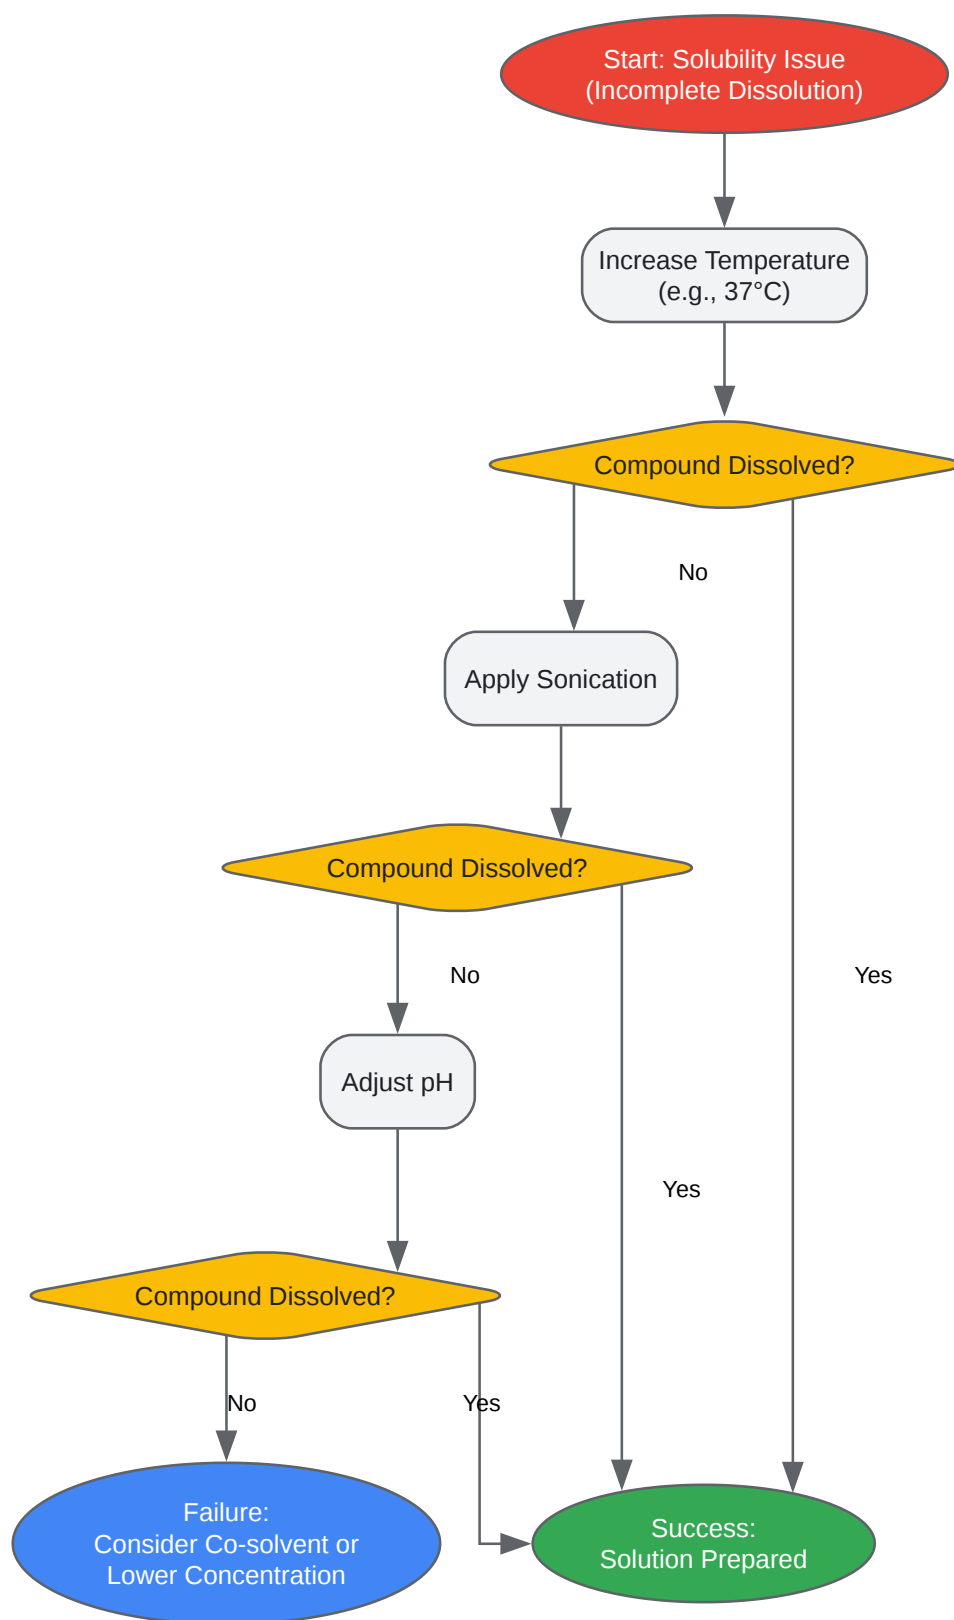 Start: Solubility Issue
(Incomplete Dissolution)
Increase Temperature
(e.g., 37°C)
Compound Dissolved?
No
Apply Sonication
Compound Dissolved?
No
Yes
Adjust pH
Yes
Compound Dissolved?
No
Yes
Failure:
Consider Co-solvent or
Lower Concentration
Success:
Solution Prepared